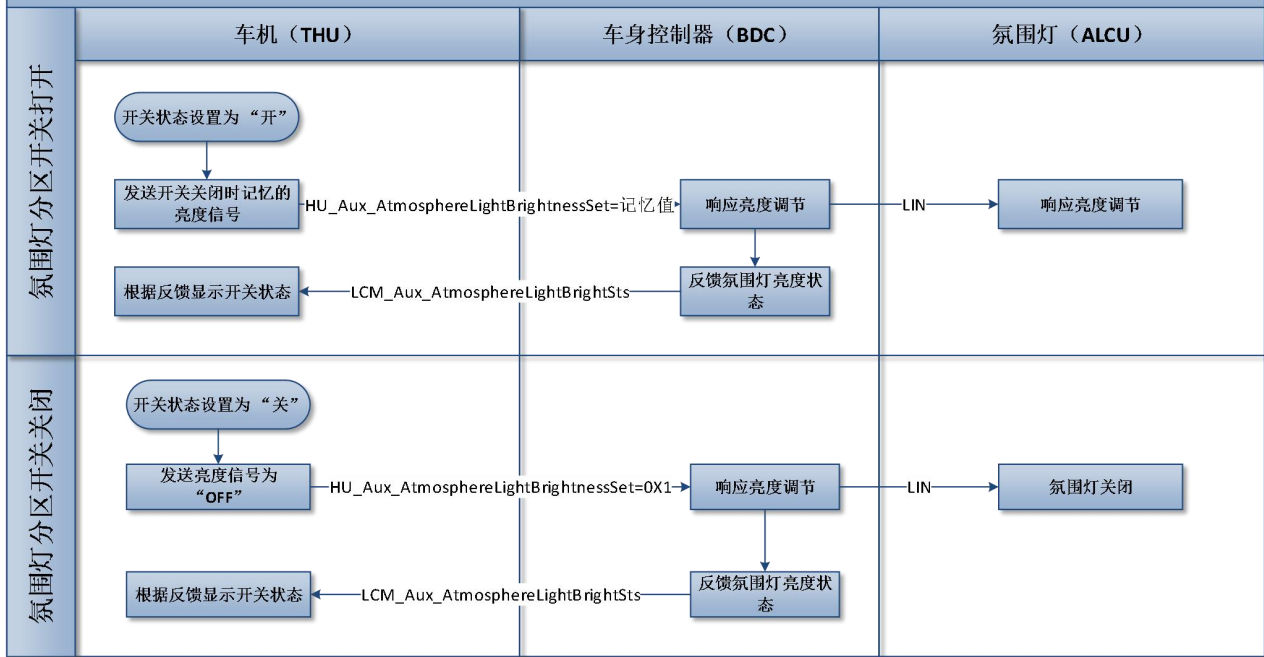 车机（THU）
车身控制器（BDC）
氛围灯（ALCU）
氛围灯分区开关打开
开关状态设置为“开”
发送开关关闭时记忆的
亮度信号
HU_Aux_AtmosphereLightBrightnessSet=记忆值
响应亮度调节
LIN
响应亮度调节
根据反馈显示开关状态
LCM_Aux_AtmosphereLightBrightSts
反馈氛围灯亮度状
态
氛围灯分区开关关闭
开关状态设置为“关”
发送亮度信号为
“OFF”
HU_Aux_AtmosphereLightBrightnessSet=0X1
响应亮度调节
LIN
氛围灯关闭
根据反馈显示开关状态
LCM_Aux_AtmosphereLightBrightSts
反馈氛围灯亮度状
态